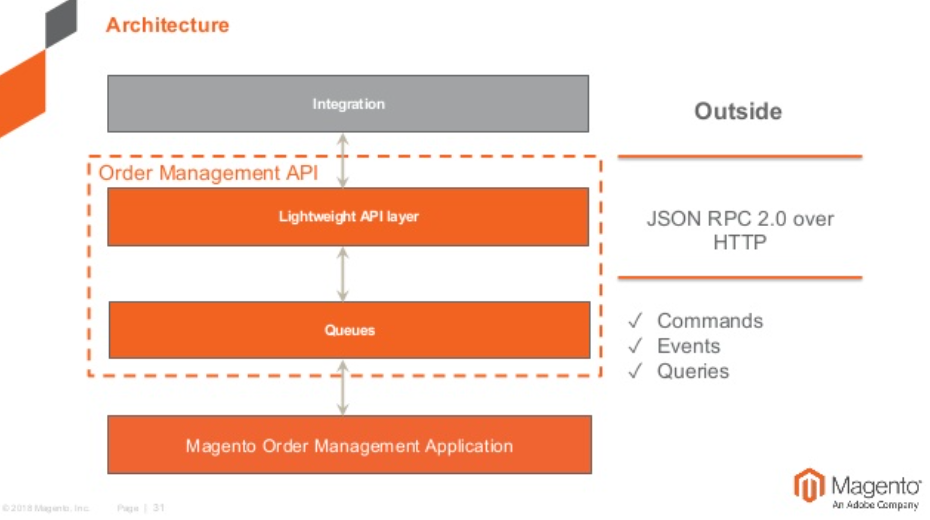 Architecture
Integration
Outside
Order Management API
Lightweight API layer
JSON RPC 2.0 over
HTTP
Queues
✓ Commands
✓ Events
✓ Queries
Magento Order Management Application
Magento
An Adobe Company
© 2018 Magento, Inc. Page | 31